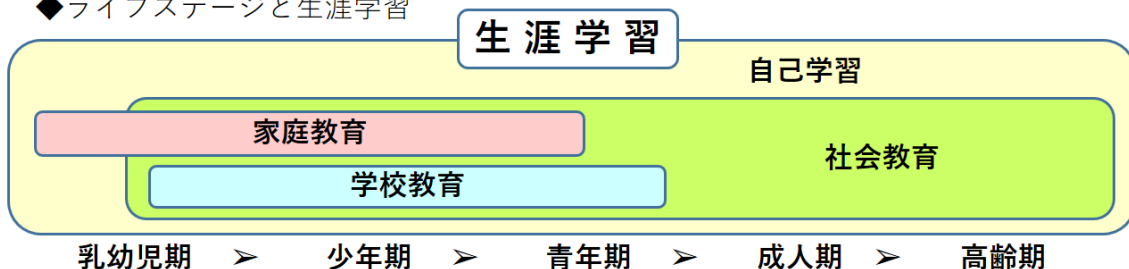 ◆ライフステージと生涯学習
生涯学習
自己学習
家庭教育
社会教育
学校教育
乳幼児期 ➢ 少年期 ➢ 青年期 ➢ 成人期 ➢ 高齢期